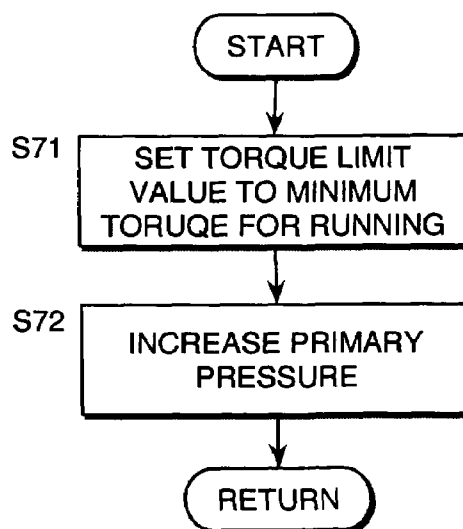 START
S71
SET TORQUE LIMIT
VALUE TO MINIMUM
TORUQE FOR RUNNING
S72
INCREASE PRIMARY
PRESSURE
RETURN